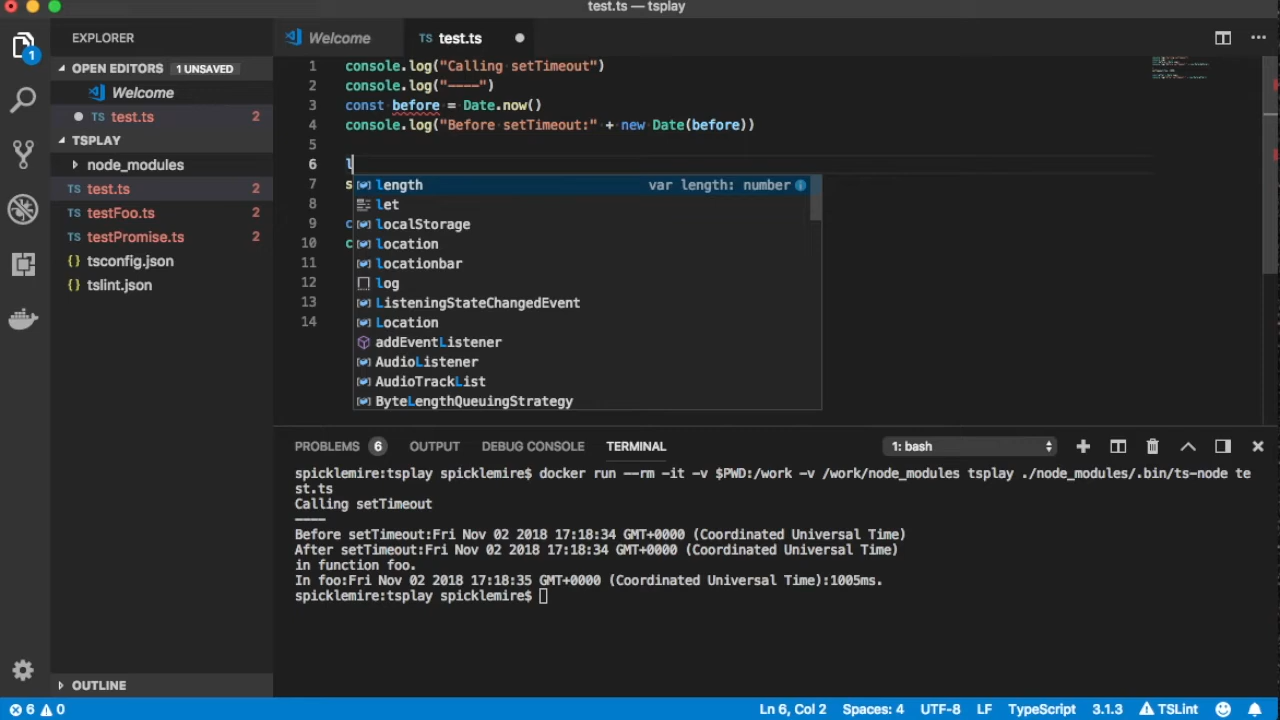 test.ts — tsplay
EXPLORER
OPEN EDITORS 1 UNSAVED
Welcome
TS test.ts 2
TSPLAY
node_modules
TS test.ts 2
TS testFoo.ts 2
TS testPromise.ts 2
{} tsconfig.json
{} tslint.json
OUTLINE
1
Welcome
TS test.ts
1 console.log("Calling setTimeout")
2 console.log("----")
3 const before = Date.now()
4 console.log("Before setTimeout:" + new Date(before))
5
6 l
7 s
8
9 c
10 c
11
12
13
14
length var length: number
let
localStorage
location
locationbar
log
ListeningStateChangedEvent
Location
addEventListener
AudioListener
AudioTrackList
ByteLengthQueuingStrategy
PROBLEMS 6 OUTPUT DEBUG CONSOLE TERMINAL 1: bash
spicklemire:tsplay spicklemire$ docker run --rm -it -v $PWD:/work -v /work/node_modules tsplay ./node_modules/.bin/ts-node te
st.ts
Calling setTimeout
----
Before setTimeout:Fri Nov 02 2018 17:18:34 GMT+0000 (Coordinated Universal Time)
After setTimeout:Fri Nov 02 2018 17:18:34 GMT+0000 (Coordinated Universal Time)
in function foo.
In foo:Fri Nov 02 2018 17:18:35 GMT+0000 (Coordinated Universal Time):1005ms.
spicklemire:tsplay spicklemire$
6 0 Ln 6, Col 2 Spaces: 4 UTF-8 LF TypeScript 3.1.3 TSLint